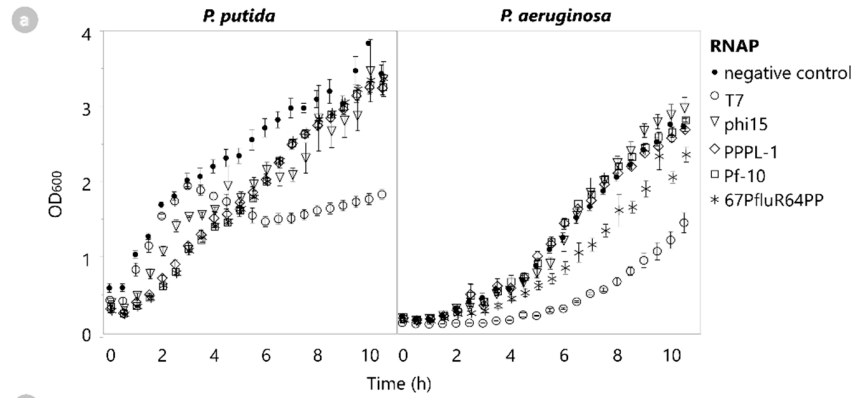 a
P. putida
P. aeruginosa
4
3
2
1
0
OD600
0 2 4 6 8 10
0 2 4 6 8 10
Time (h)
RNAP
negative control
T7
phi15
PPPL-1
Pf-10
67PfluR64PP